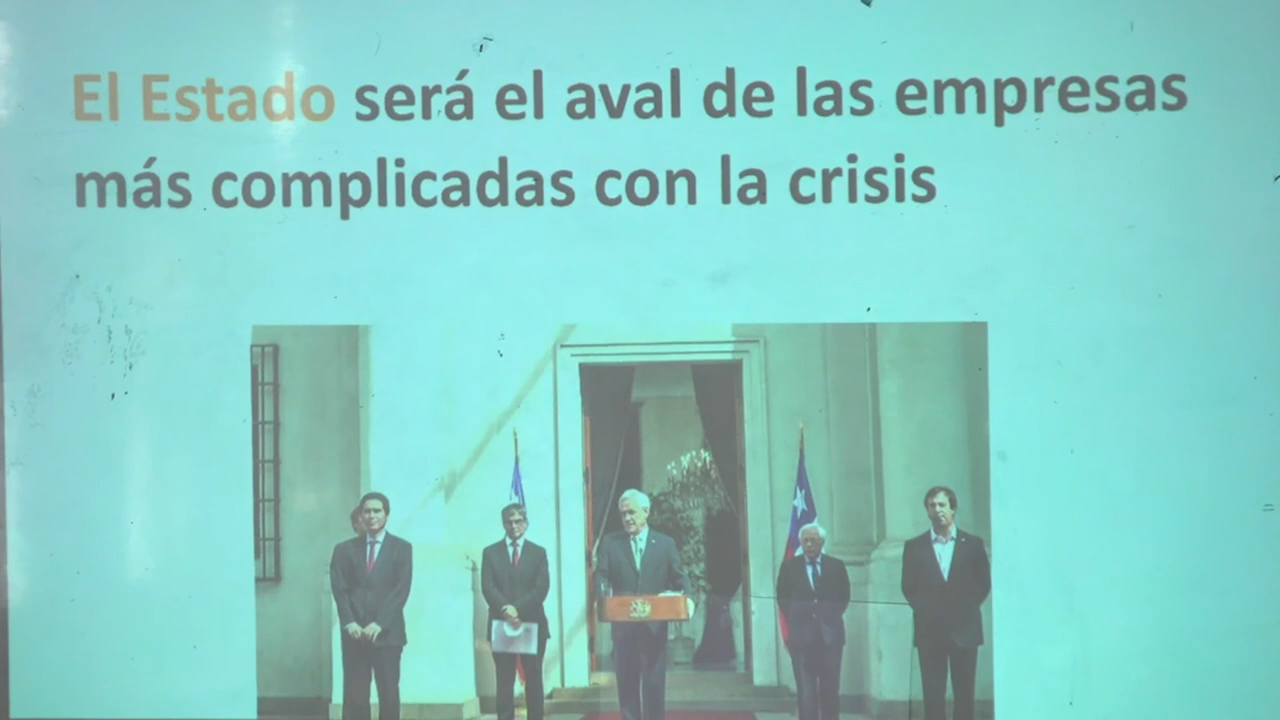 El Estado será el aval de las empresas
más complicadas con la crisis